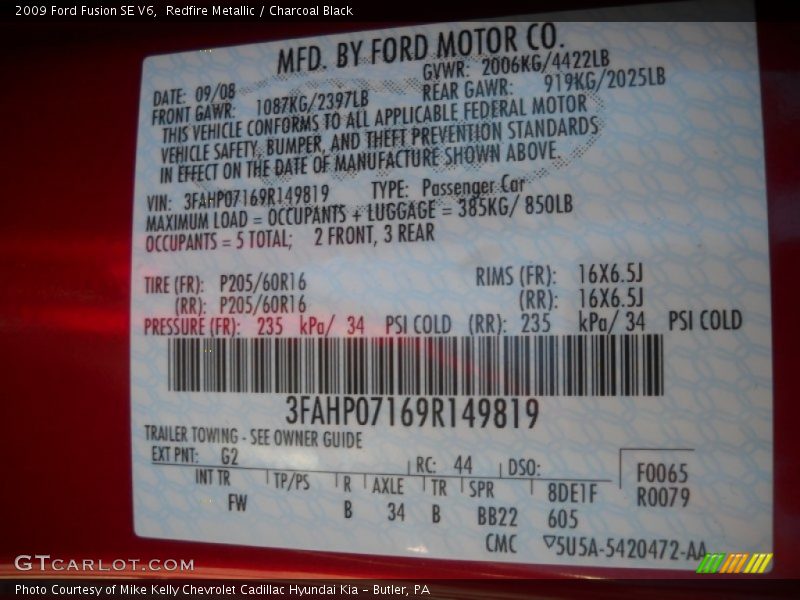 2009 Ford Fusion SE V6,  Redfire Metallic / Charcoal Black
MFD. BY FORD MOTOR CO.
DATE: 09/08 GVWR: 2006KG/4422LB
FRONT GAWR: 1087KG/2397LB REAR GAWR: 919KG/2025LB
THIS VEHICLE CONFORMS TO ALL APPLICABLE FEDERAL MOTOR
VEHICLE SAFETY, BUMPER, AND THEFT PREVENTION STANDARDS
IN EFFECT ON THE DATE OF MANUFACTURE SHOWN ABOVE.
VIN: 3FAHP07169R149819 TYPE: Passenger Car
MAXIMUM LOAD = OCCUPANTS + LUGGAGE = 385KG/ 850LB
OCCUPANTS = 5 TOTAL; 2 FRONT, 3 REAR
TIRE (FR): P205/60R16 RIMS (FR): 16X6.5J
(RR): P205/60R16 (RR): 16X6.5J
PRESSURE (FR): 235 kPa/ 34 PSI COLD (RR): 235 kPa/ 34 PSI COLD
3FAHP07169R149819
TRAILER TOWING - SEE OWNER GUIDE
EXT PNT: G2 RC: 44 DSO: F0065
INT TR TP/PS R AXLE TR SPR 8DE1F R0079
FW B 34 B BB22 605
CMC ▽5U5A-5420472-AA
GTCARLOT.COM
Photo Courtesy of Mike Kelly Chevrolet Cadillac Hyundai Kia – Butler, PA